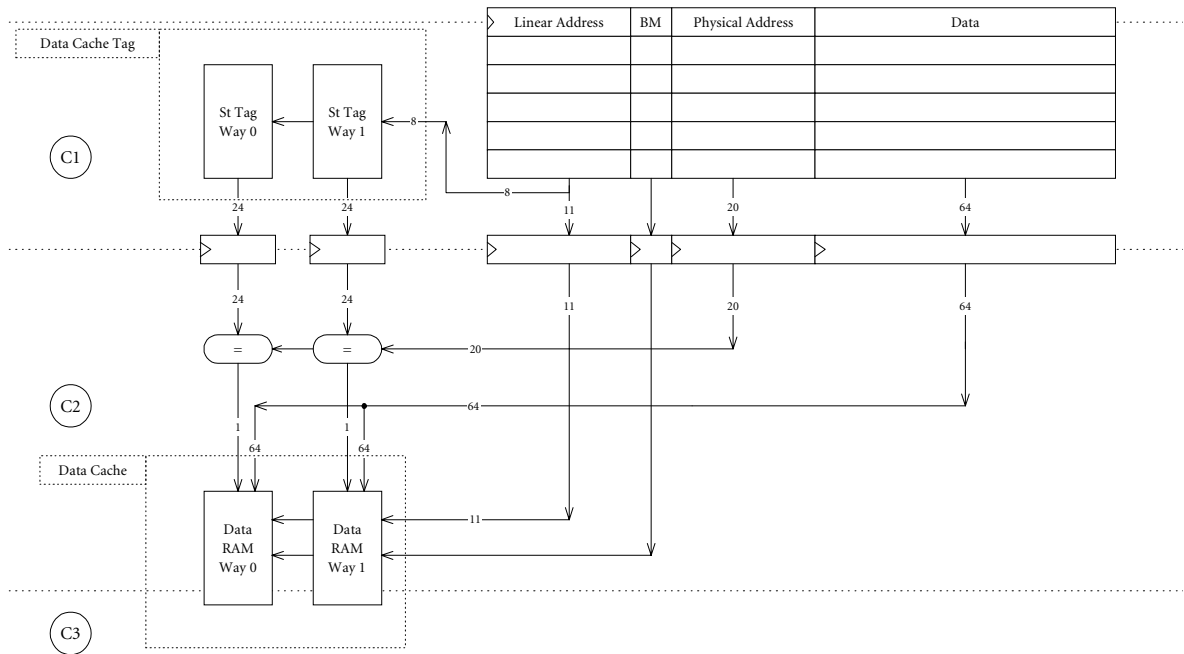 Linear Address BM Physical Address Data
Data Cache Tag
St Tag
Way 0
St Tag
Way 1
8
C1
8
24
24
11
20
64
24
24
11
20
64
=
=
20
C2
64
1
64
1
64
Data Cache
Data
RAM
Way 0
Data
RAM
Way 1
11
C3